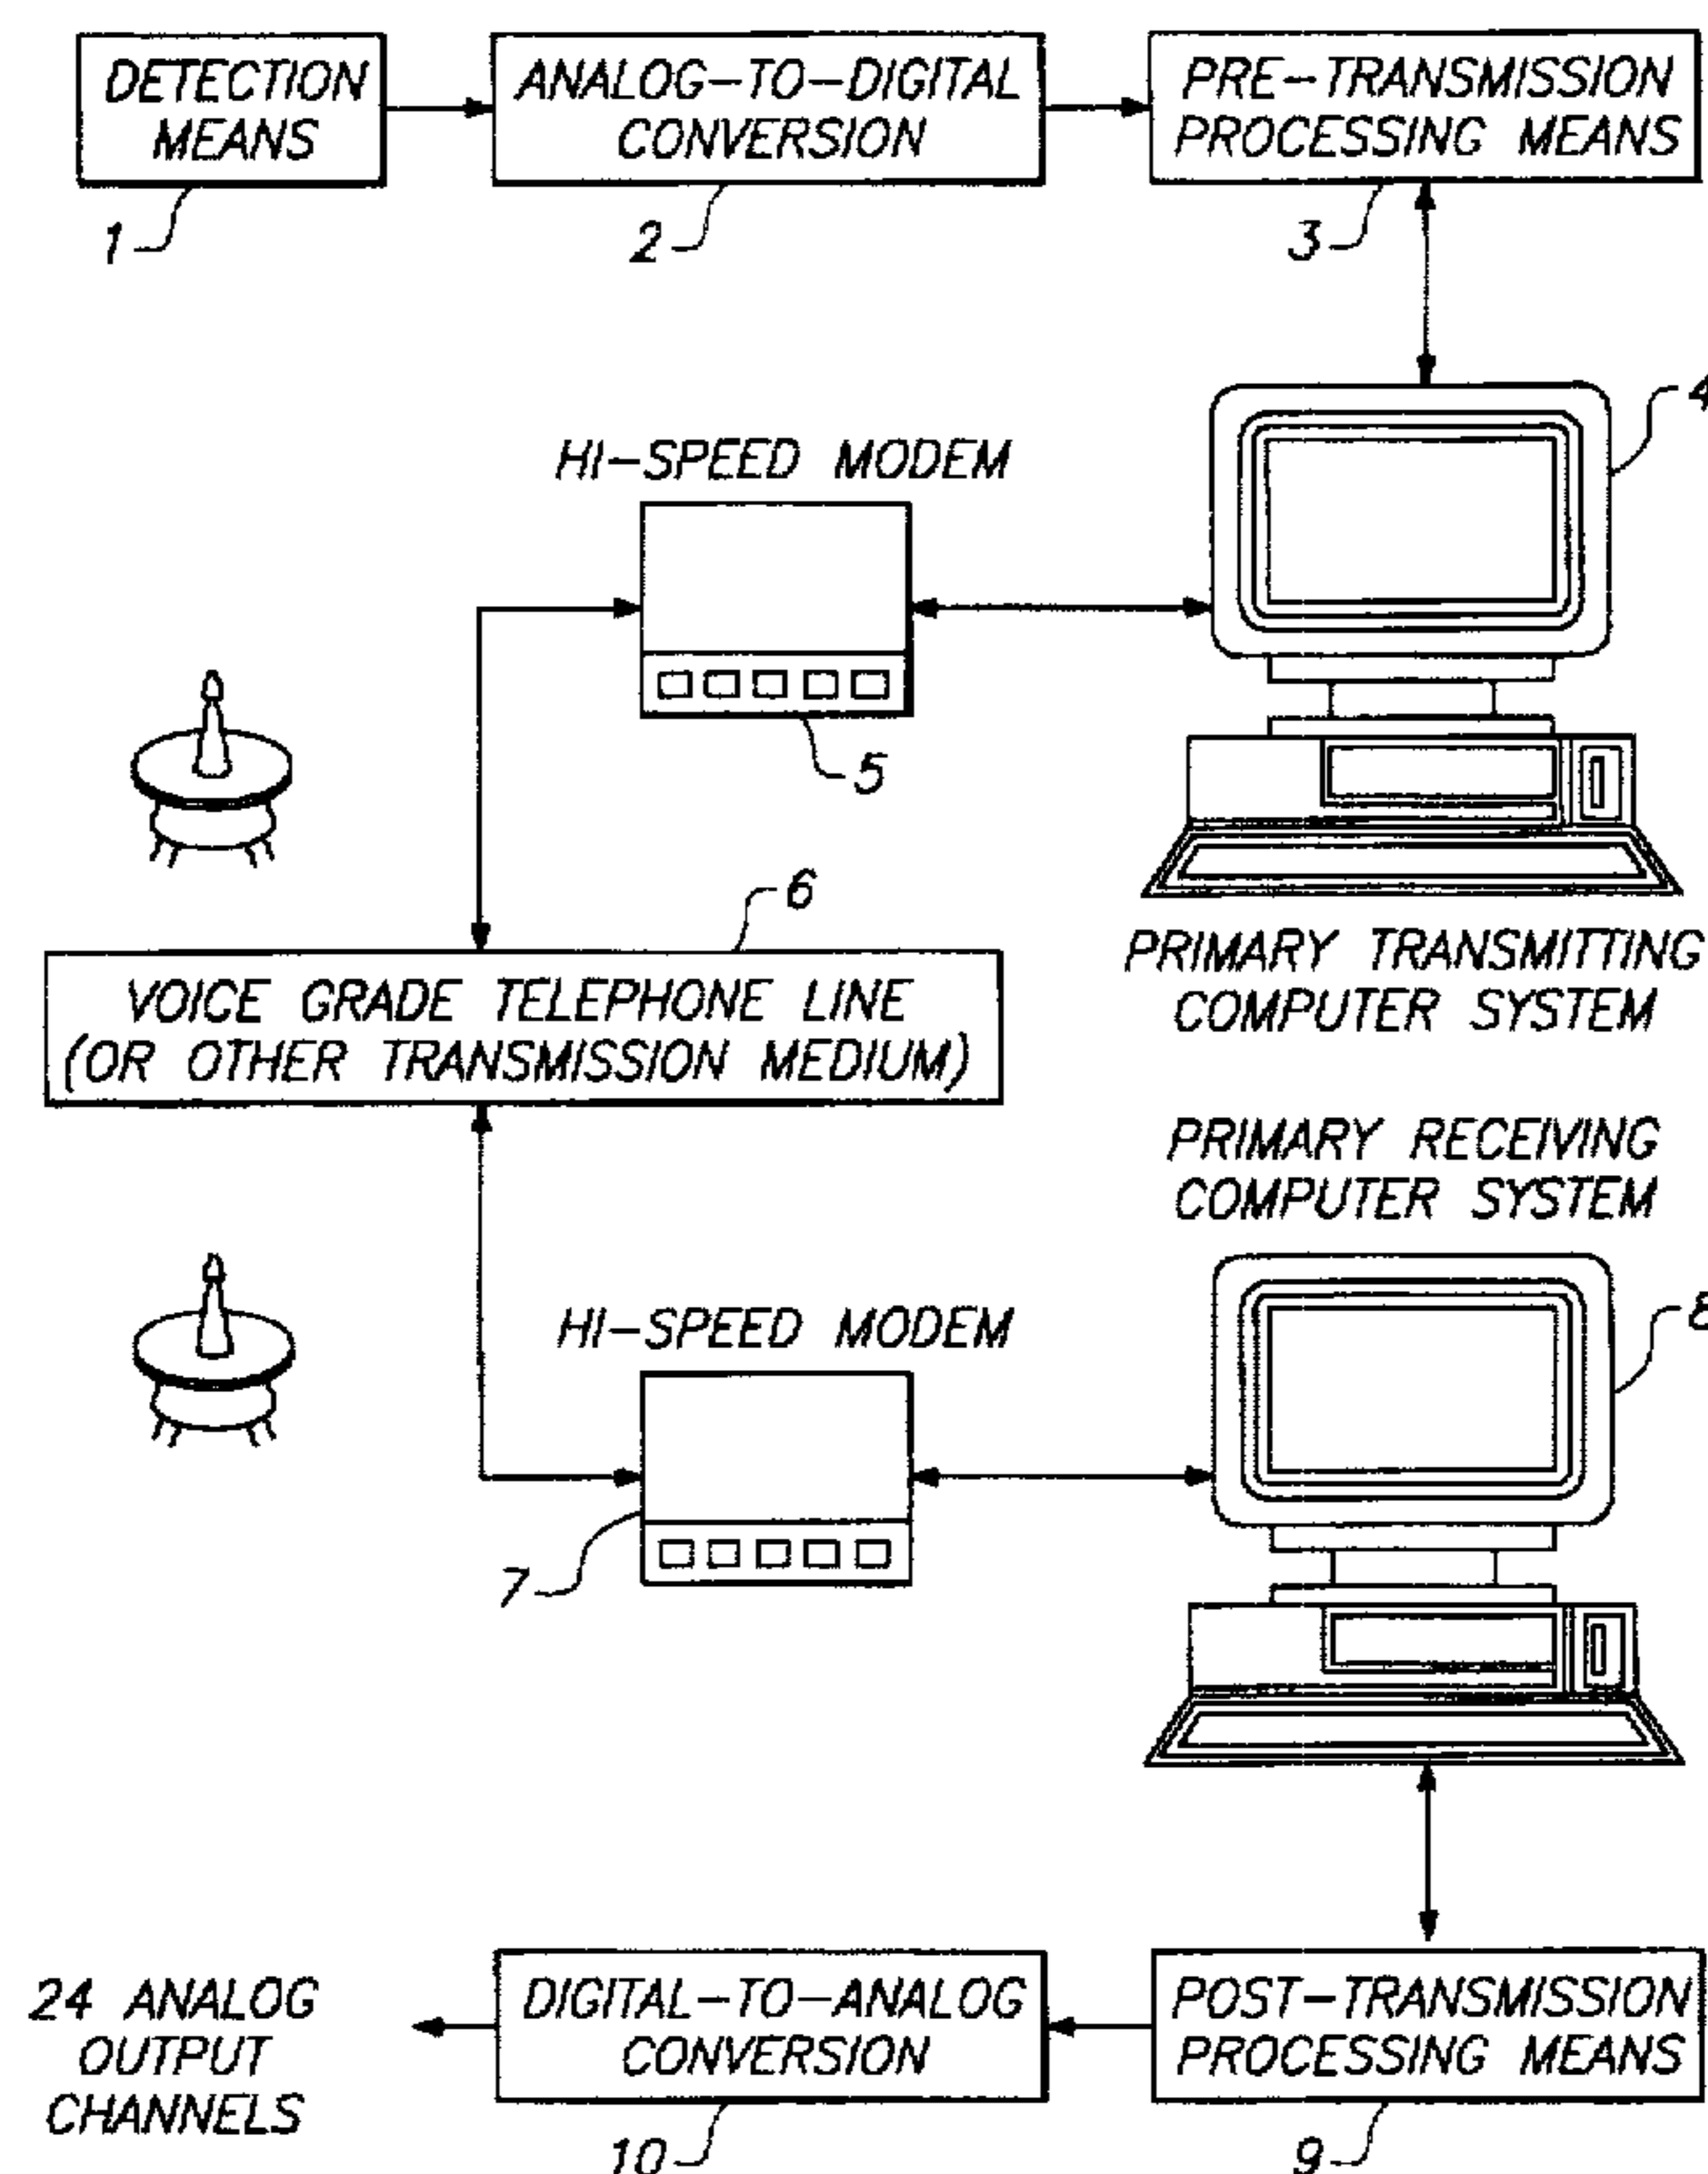 DETECTION
MEANS
1
ANALOG-TO-DIGITAL
CONVERSION
2
PRE-TRANSMISSION
PROCESSING MEANS
3
4
HI-SPEED MODEM
5
PRIMARY TRANSMITTING
COMPUTER SYSTEM
6
VOICE GRADE TELEPHONE LINE
(OR OTHER TRANSMISSION MEDIUM)
PRIMARY RECEIVING
COMPUTER SYSTEM
8
HI-SPEED MODEM
7
24 ANALOG
OUTPUT
CHANNELS
DIGITAL-TO-ANALOG
CONVERSION
10
POST-TRANSMISSION
PROCESSING MEANS
9